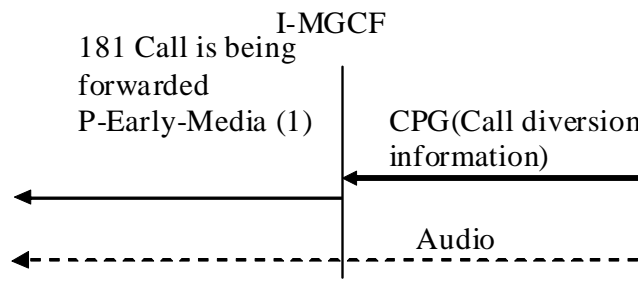 I-MGCF
181 Call is being
forwarded
P-Early-Media (1)
CPG(Call diversion
information)
Audio